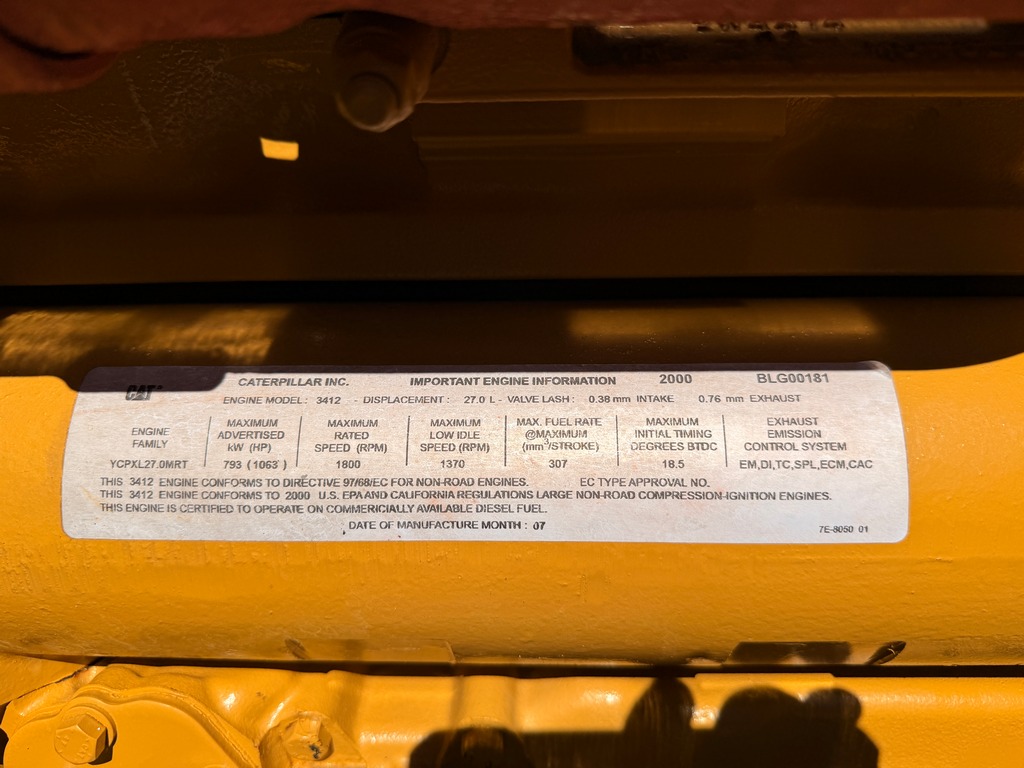 CAT
CATERPILLAR INC. IMPORTANT ENGINE INFORMATION 2000 BLG00181
ENGINE MODEL: 3412 - DISPLACEMENT: 27.0 L - VALVE LASH: 0.38 mm INTAKE 0.76 mm EXHAUST
ENGINE FAMILY
YCPXL27.0MRT
MAXIMUM ADVERTISED kW (HP)
793 (1063)
MAXIMUM RATED SPEED (RPM)
1800
MAXIMUM LOW IDLE SPEED (RPM)
1370
MAX. FUEL RATE @MAXIMUM (mm³/STROKE)
307
MAXIMUM INITIAL TIMING DEGREES BTDC
18.5
EXHAUST EMISSION CONTROL SYSTEM
EM,DI,TC,SPL,ECM,CAC
THIS 3412 ENGINE CONFORMS TO DIRECTIVE 97/68/EC FOR NON-ROAD ENGINES. EC TYPE APPROVAL NO.
THIS 3412 ENGINE CONFORMS TO 2000 U.S. EPA AND CALIFORNIA REGULATIONS LARGE NON-ROAD COMPRESSION-IGNITION ENGINES.
THIS ENGINE IS CERTIFIED TO OPERATE ON COMMERICIALLY AVAILABLE DIESEL FUEL.
DATE OF MANUFACTURE MONTH : 07
7E-8050 01